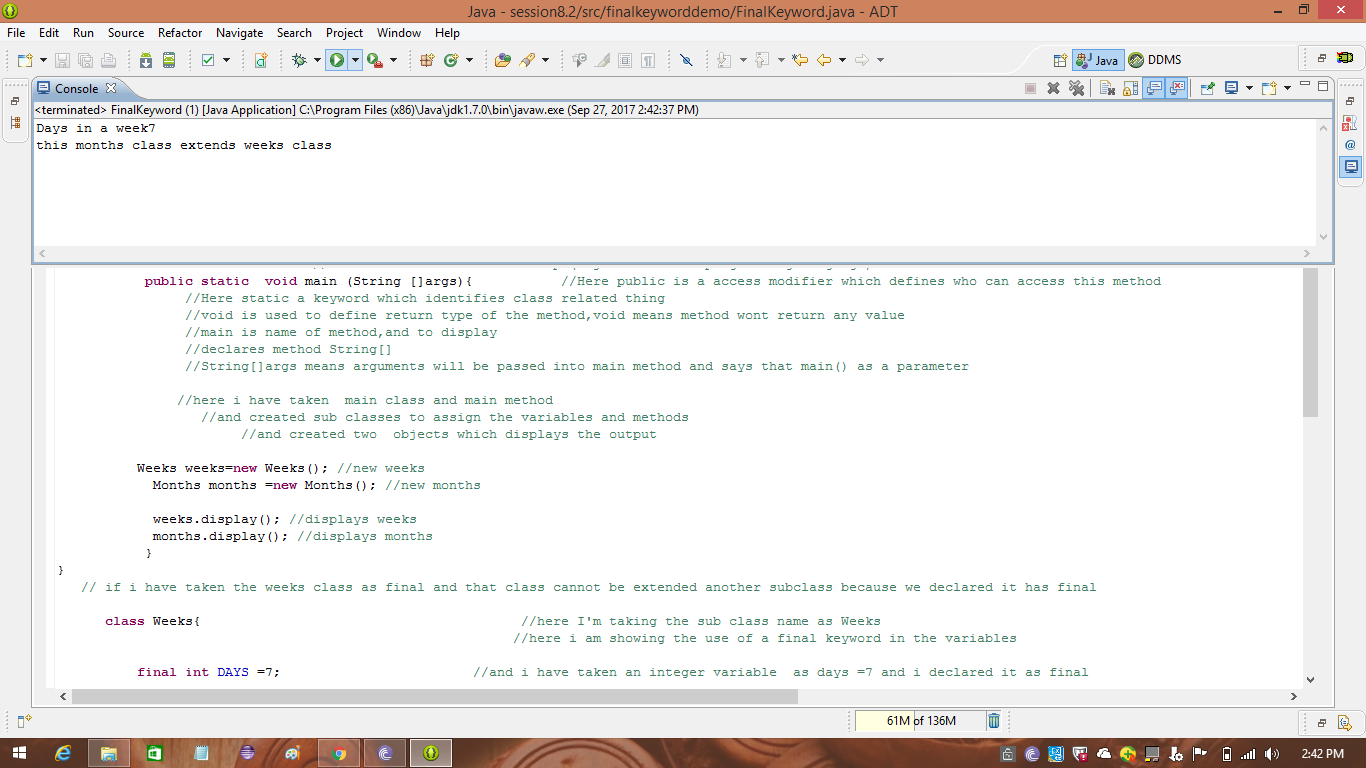 Java - session8.2/src/finalkeyworddemo/FinalKeyword.java - ADT
File Edit Run Source Refactor Navigate Search Project Window Help
Java DDMS
Console
<terminated> FinalKeyword (1) [Java Application] C:\Program Files (x86)\Java\jdk1.7.0\bin\javaw.exe (Sep 27, 2017 2:42:37 PM)
Days in a week7
this months class extends weeks class
public static  void main (String []args){ //Here public is a access modifier which defines who can access this method
//Here static a keyword which identifies class related thing
//void is used to define return type of the method,void means method wont return any value
//main is name of method,and to display
//declares method String[]
//String[]args means arguments will be passed into main method and says that main() as a parameter
//here i have taken  main class and main method
//and created sub classes to assign the variables and methods
//and created two  objects which displays the output
Weeks weeks=new Weeks(); //new weeks
Months months =new Months(); //new months
weeks.display(); //displays weeks
months.display(); //displays months
}
}
// if i have taken the weeks class as final and that class cannot be extended another subclass because we declared it has final
class Weeks{ //here I'm taking the sub class name as Weeks
//here i am showing the use of a final keyword in the variables
final int DAYS =7; //and i have taken an integer variable  as days =7 and i declared it as final
61M of 136M
2:42 PM